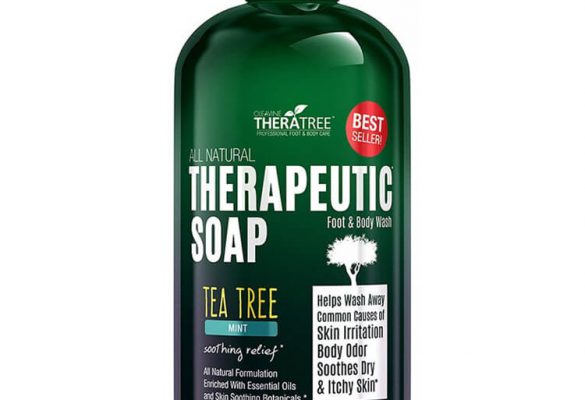 CLEAVINE
THERATREE™
PROFESSIONAL FOOT & BODY CARE
BEST
SELLER!
ALL NATURAL
THERAPEUTIC
SOAP
Foot & Body Wash
TEA TREE
MINT
soothing relief*
Helps Wash Away
Common Causes of
Skin Irritation
Body Odor
Soothes Dry
& Itchy Skin*
All Natural Formulation
Enriched With Essential Oils
and Skin Soothing Botanicals*